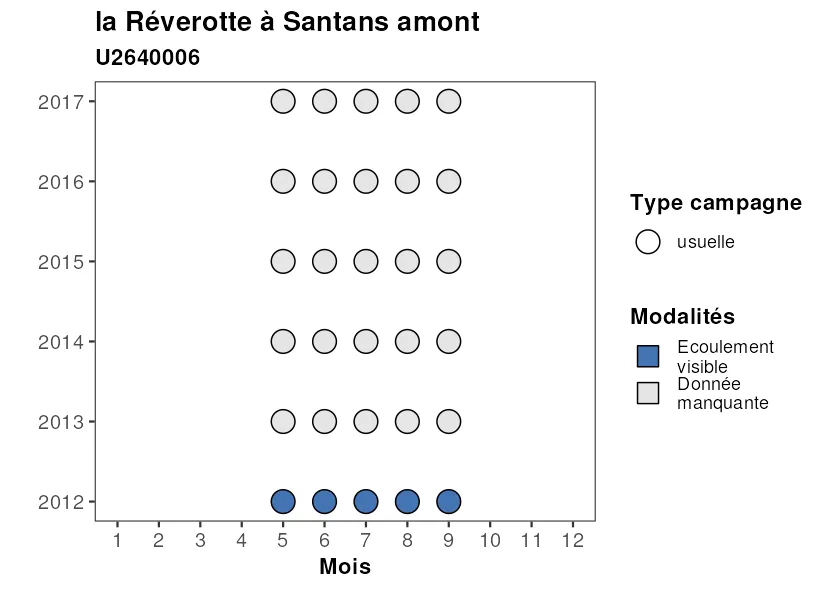 la Réverotte à Santans amont
U2640006
2017
2016
2015
2014
2013
2012
1 2 3 4 5 6 7 8 9 10 11 12
Mois
Type campagne
usuelle
Modalités
Ecoulement
visible
Donnée
manquante